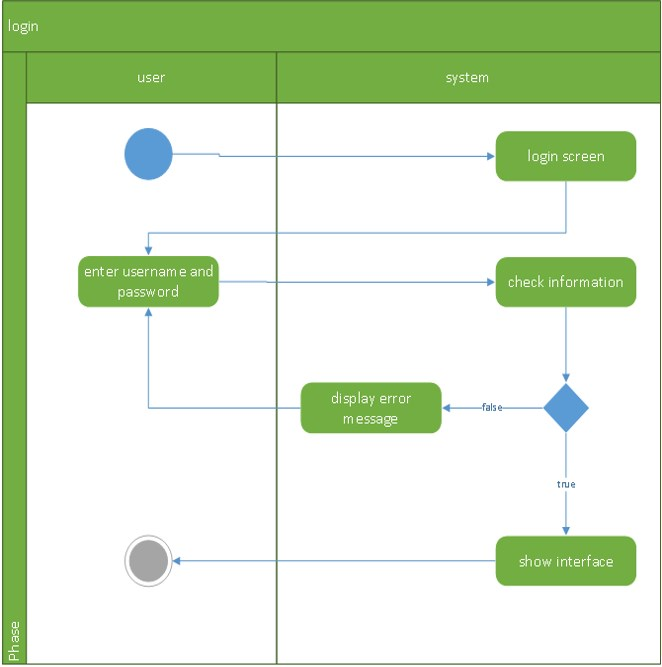 login
user
system
login screen
enter username and
password
check information
display error
message
false
true
show interface
Phase